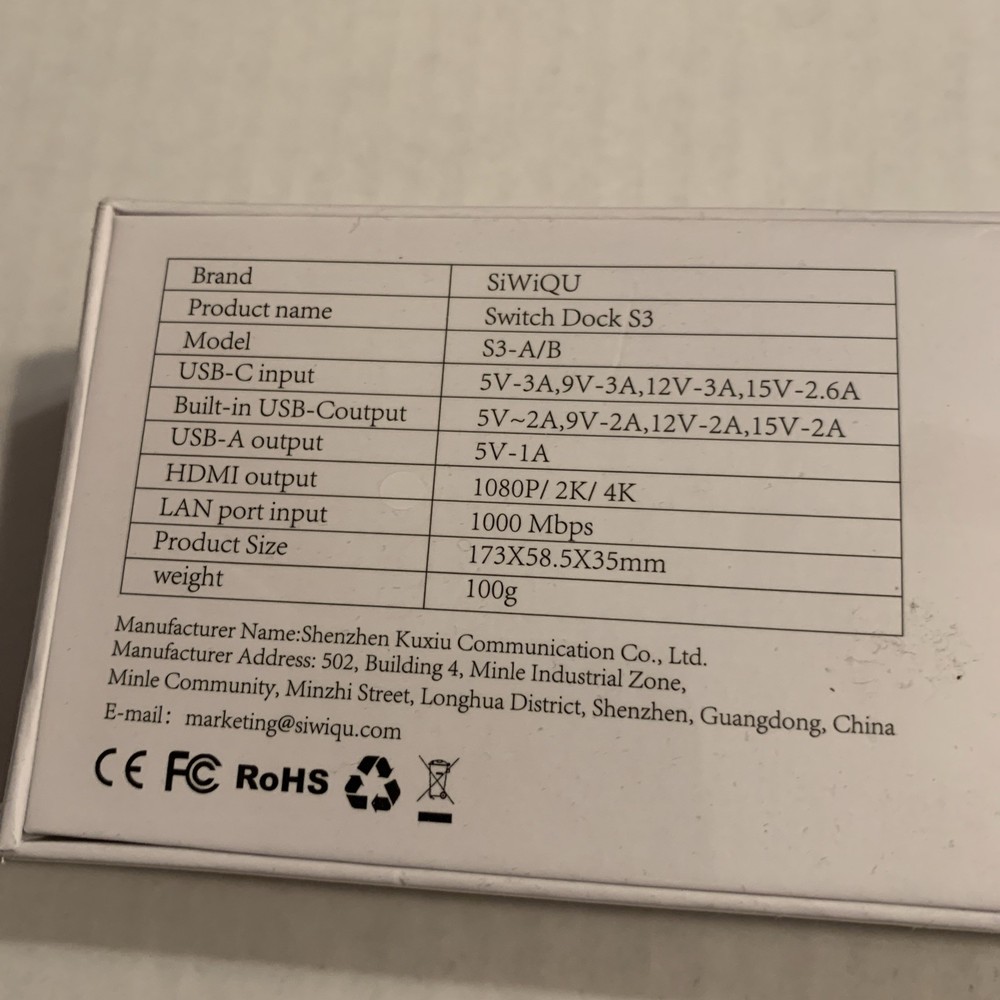 Brand SiWiQU
Product name Switch Dock S3
Model S3-A/B
USB-C input 5V-3A,9V-3A,12V-3A,15V-2.6A
Built-in USB-Coutput 5V~2A,9V-2A,12V-2A,15V-2A
USB-A output 5V-1A
HDMI output 1080P/ 2K/ 4K
LAN port input 1000 Mbps
Product Size 173X58.5X35mm
weight 100g
Manufacturer Name:Shenzhen Kuxiu Communication Co., Ltd.
Manufacturer Address: 502, Building 4, Minle Industrial Zone,
Minle Community, Minzhi Street, Longhua District, Shenzhen, Guangdong, China
E-mail: marketing@siwiqu.com
CE FC RoHS